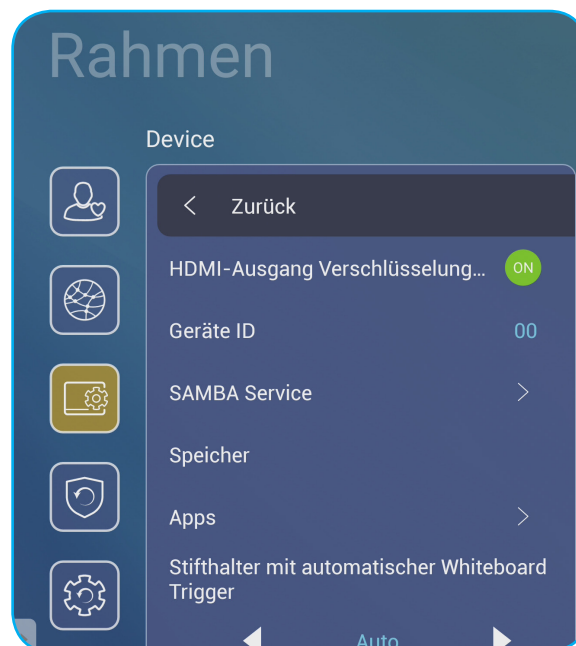 Rahmen
Device
Zurück
HDMI-Ausgang Verschlüsselung... ON
Geräte ID 00
SAMBA Service
Speicher
Apps
Stifthalter mit automatischer Whiteboard
Trigger
Auto